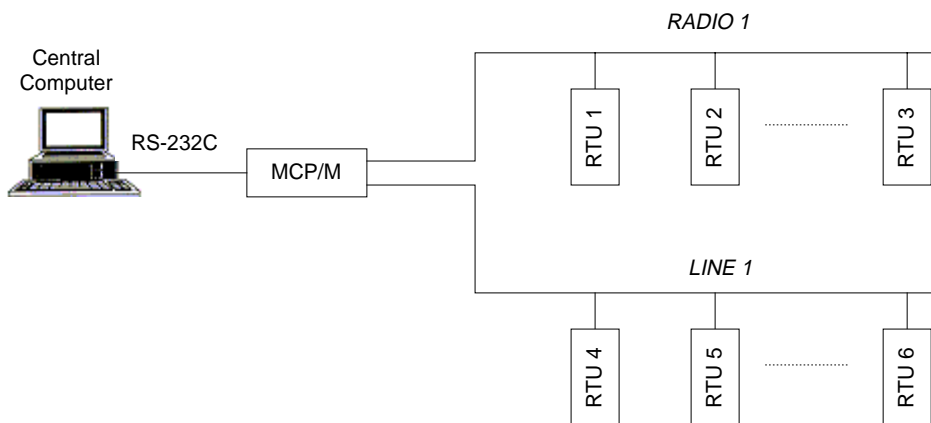 RADIO 1
Central
Computer
RS-232C
MCP/M
RTU 1
RTU 2
RTU 3
LINE 1
RTU 4
RTU 5
RTU 6